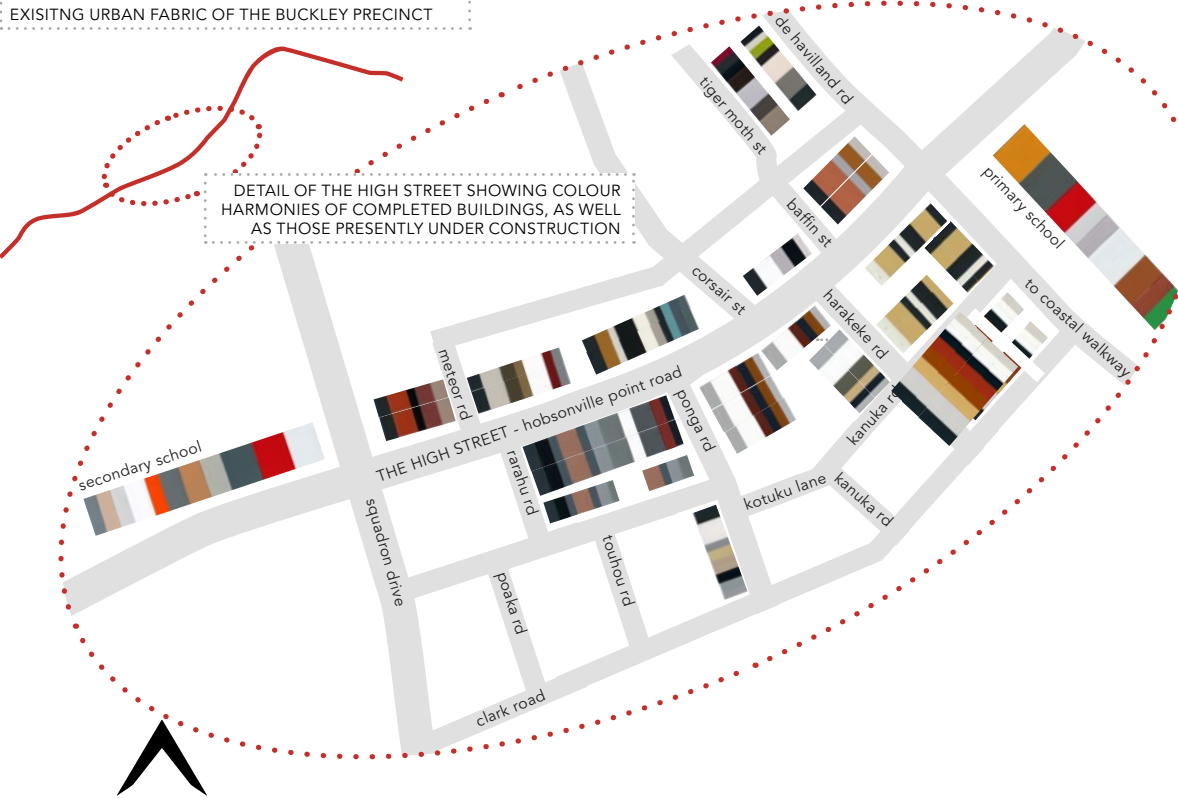 EXISITNG URBAN FABRIC OF THE BUCKLEY PRECINCT
DETAIL OF THE HIGH STREET SHOWING COLOUR
HARMONIES OF COMPLETED BUILDINGS, AS WELL
AS THOSE PRESENTLY UNDER CONSTRUCTION
de havilland rd
tiger moth st
primary school
baffin st
corsair st
to coastal walkway
harakeke rd
meteor rd
THE HIGH STREET - hobsonville point road
ponga rd
kanuka rd
secondary school
rarahu rd
squadron drive
kotuku lane
kanuka rd
touhou rd
poaka rd
clark road